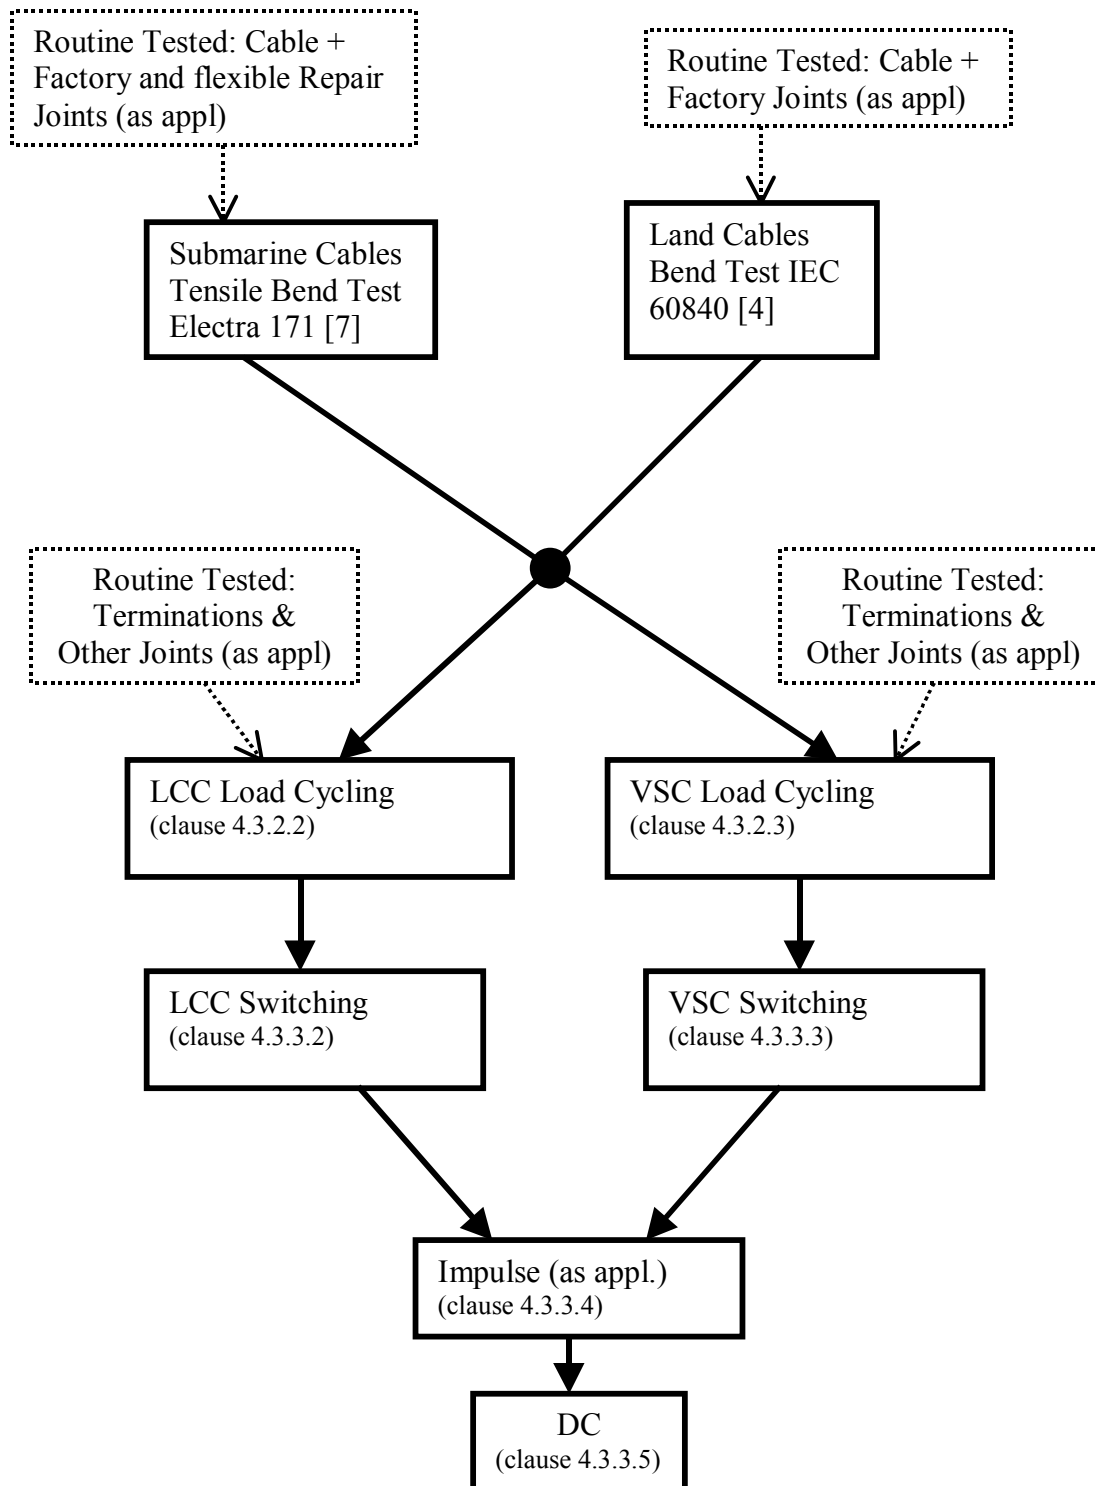 Routine Tested: Cable +
Factory and flexible Repair
Joints (as appl)
Routine Tested: Cable +
Factory Joints (as appl)
Submarine Cables
Tensile Bend Test
Electra 171 [7]
Land Cables
Bend Test IEC
60840 [4]
Routine Tested:
Terminations &
Other Joints (as appl)
Routine Tested:
Terminations &
Other Joints (as appl)
LCC Load Cycling
(clause 4.3.2.2)
VSC Load Cycling
(clause 4.3.2.3)
LCC Switching
(clause 4.3.3.2)
VSC Switching
(clause 4.3.3.3)
Impulse (as appl.)
(clause 4.3.3.4)
DC
(clause 4.3.3.5)